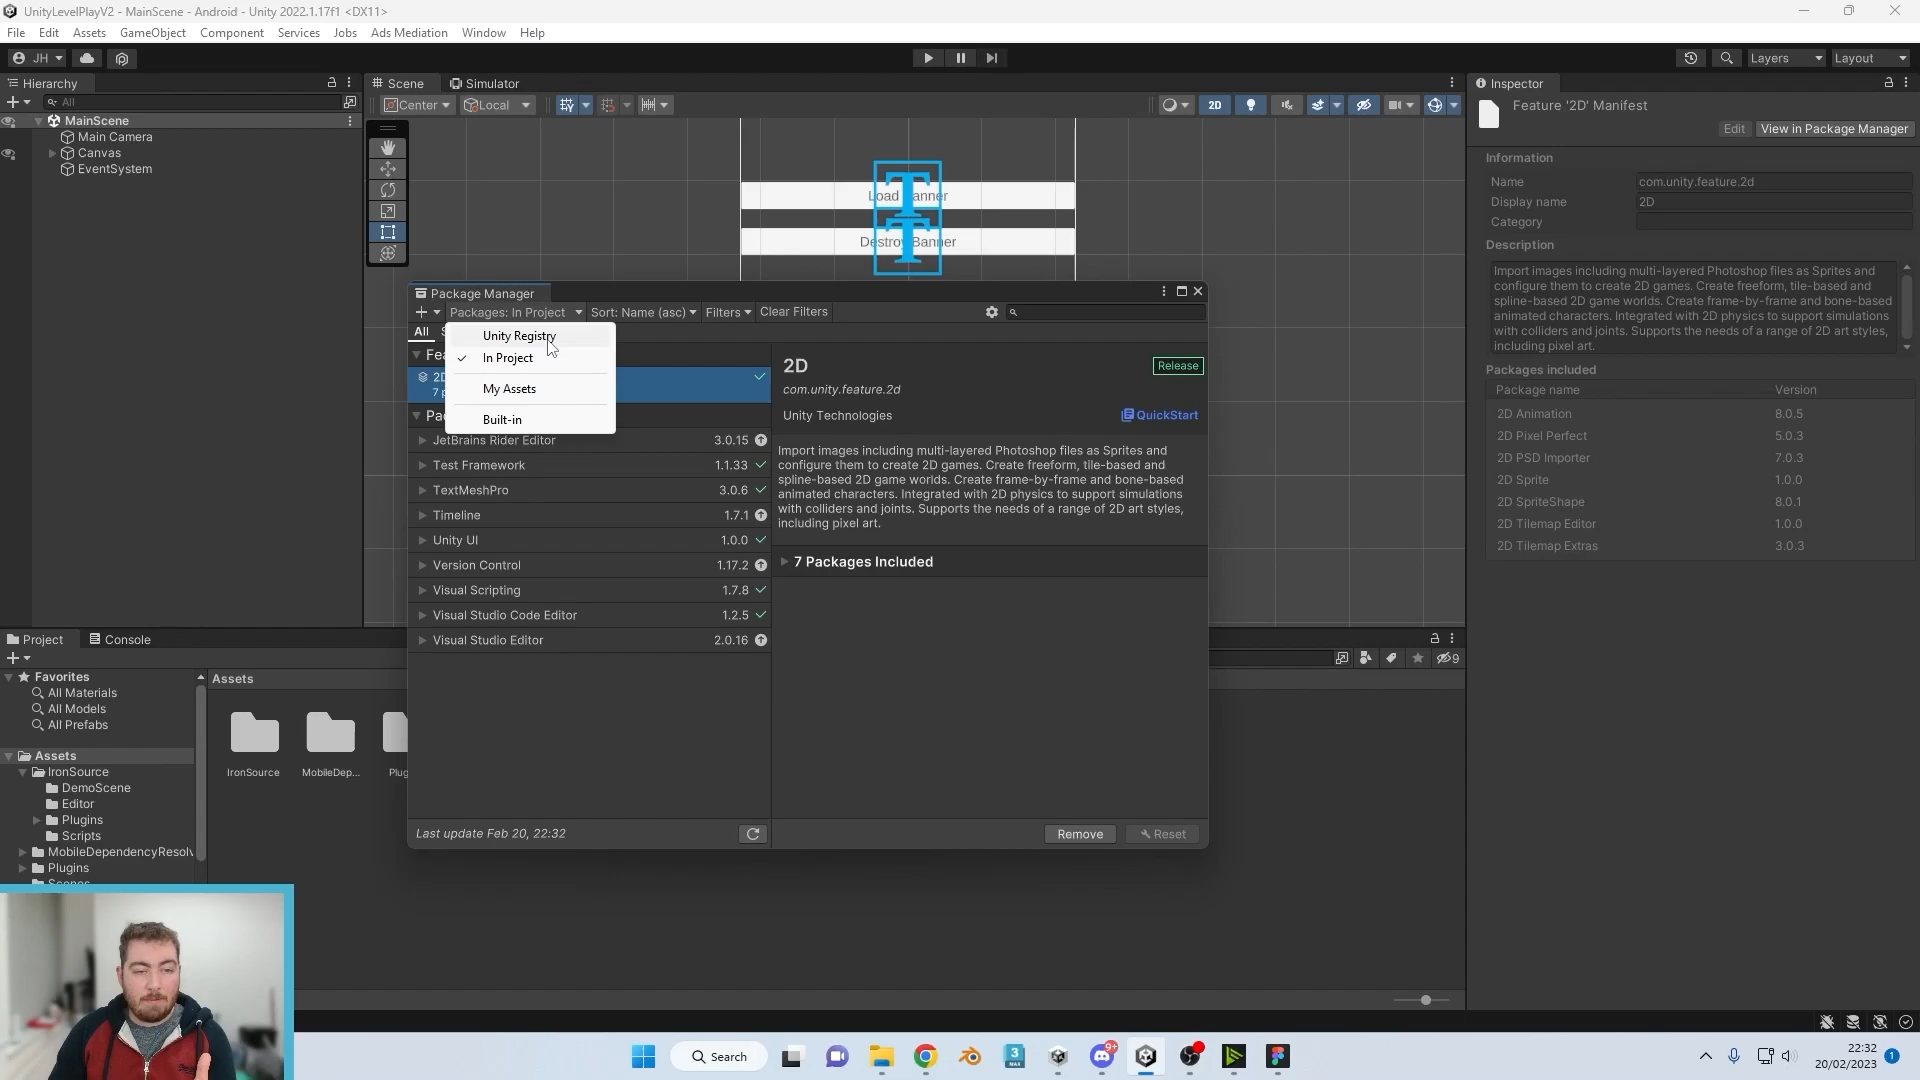 UnityLevelPlayV2 - MainScene - Android - Unity 2022.1.17f1 <DX11>
File Edit Assets GameObject Component Services Jobs Ads Mediation Window Help
JH Layers Layout
Hierarchy
All
MainScene
Main Camera
Canvas
EventSystem
Scene Simulator
Center Local 2D
Load Banner
Destroy Banner
Package Manager
Packages: In Project Sort: Name (asc) Filters Clear Filters
All
Unity Registry
In Project
My Assets
Built-in
JetBrains Rider Editor 3.0.15
Test Framework 1.1.33
TextMeshPro 3.0.6
Timeline 1.7.1
Unity UI 1.0.0
Version Control 1.17.2
Visual Scripting 1.7.8
Visual Studio Code Editor 1.2.5
Visual Studio Editor 2.0.16
Last update Feb 20, 22:32
2D Release
com.unity.feature.2d
Unity Technologies QuickStart
Import images including multi-layered Photoshop files as Sprites and
configure them to create 2D games. Create freeform, tile-based and
spline-based 2D game worlds. Create frame-by-frame and bone-based
animated characters. Integrated with 2D physics to support simulations
with colliders and joints. Supports the needs of a range of 2D art styles,
including pixel art.
7 Packages Included
Remove Reset
Inspector
Feature '2D' Manifest
Edit View in Package Manager
Information
Name com.unity.feature.2d
Display name 2D
Category
Description
Import images including multi-layered Photoshop files as Sprites and
configure them to create 2D games. Create freeform, tile-based and
spline-based 2D game worlds. Create frame-by-frame and bone-based
animated characters. Integrated with 2D physics to support simulations
with colliders and joints. Supports the needs of a range of 2D art styles,
including pixel art.
Packages included
Package name Version
2D Animation 8.0.5
2D Pixel Perfect 5.0.3
2D PSD Importer 7.0.3
2D Sprite 1.0.0
2D SpriteShape 8.0.1
2D Tilemap Editor 1.0.0
2D Tilemap Extras 3.0.3
Project Console
9
Favorites
All Materials
All Models
All Prefabs
Assets
IronSource
DemoScene
Editor
Plugins
Scripts
MobileDependencyResolv
Plugins
Assets
IronSource MobileDep... Plug
Search
3
MAX
9+
22:32
20/02/2023
1